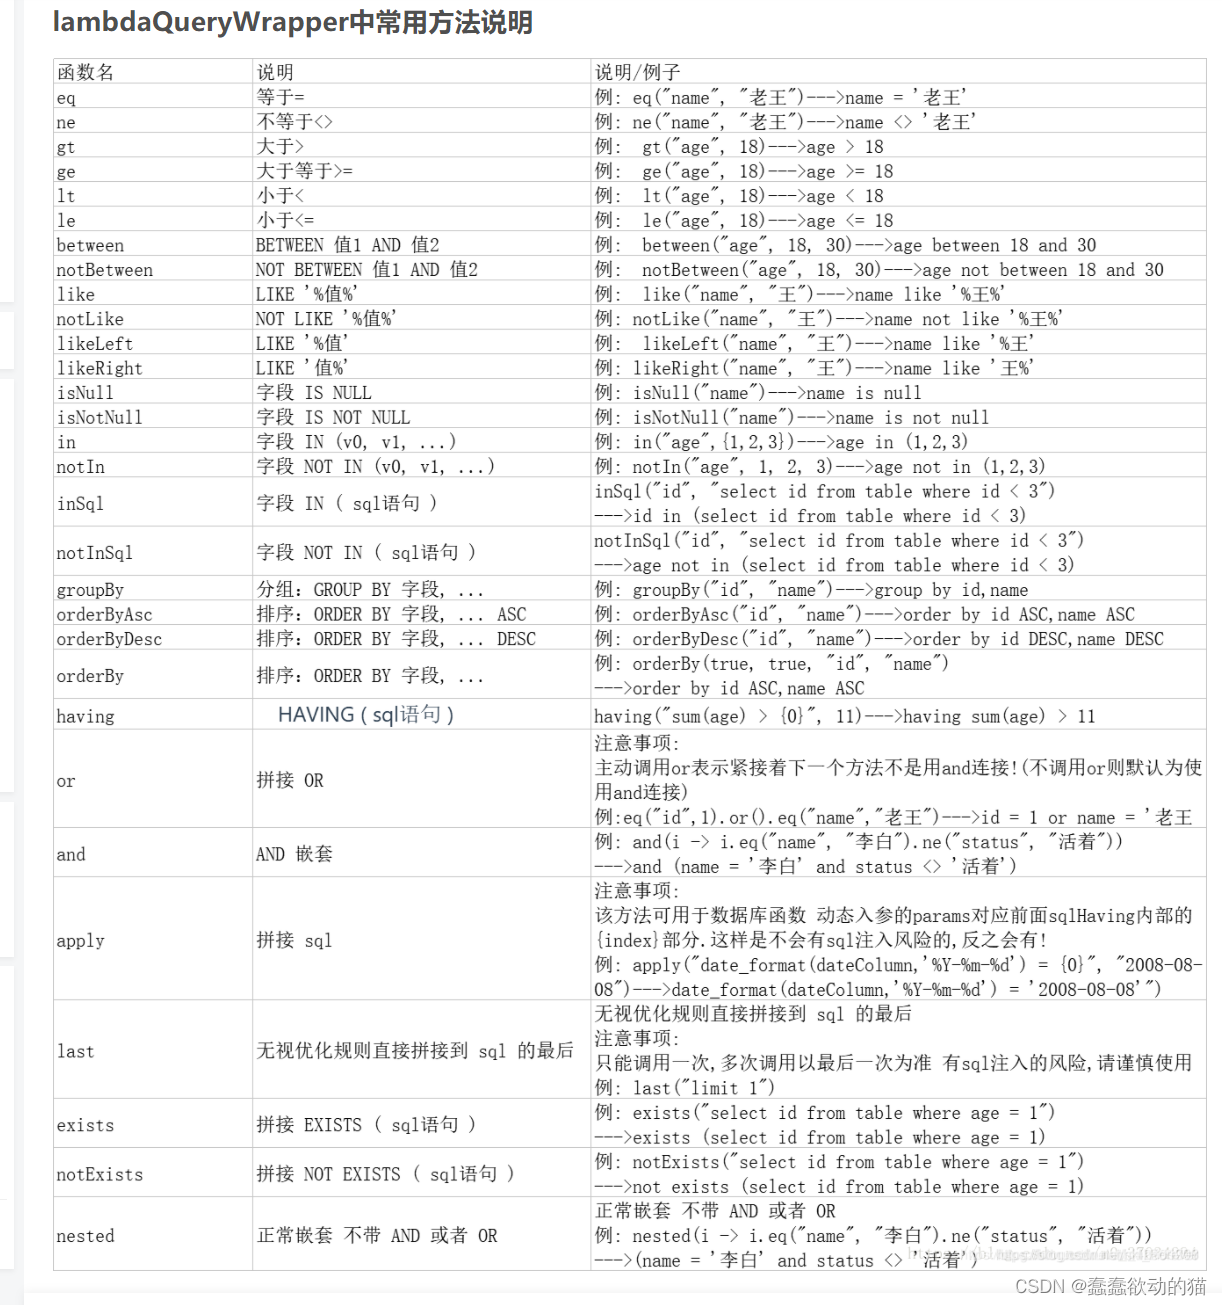 lambdaQueryWrapper中常用方法说明
函数名 说明 说明/例子
eq 等于= 例: eq("name", "老王")--->name = '老王'
ne 不等于<> 例: ne("name", "老王")--->name <> '老王'
gt 大于> 例: gt("age", 18)--->age > 18
ge 大于等于>= 例: ge("age", 18)--->age >= 18
lt 小于< 例: lt("age", 18)--->age < 18
le 小于<= 例: le("age", 18)--->age <= 18
between BETWEEN 值1 AND 值2 例: between("age", 18, 30)--->age between 18 and 30
notBetween NOT BETWEEN 值1 AND 值2 例: notBetween("age", 18, 30)--->age not between 18 and 30
like LIKE '%值%' 例: like("name", "王")--->name like '%王%'
notLike NOT LIKE '%值%' 例: notLike("name", "王")--->name not like '%王%'
likeLeft LIKE '%值' 例: likeLeft("name", "王")--->name like '%王'
likeRight LIKE '值%' 例: likeRight("name", "王")--->name like '王%'
isNull 字段 IS NULL 例: isNull("name")--->name is null
isNotNull 字段 IS NOT NULL 例: isNotNull("name")--->name is not null
in 字段 IN (v0, v1, ...) 例: in("age",{1,2,3})--->age in (1,2,3)
notIn 字段 NOT IN (v0, v1, ...) 例: notIn("age", 1, 2, 3)--->age not in (1,2,3)
inSql 字段 IN ( sql语句 ) inSql("id", "select id from table where id < 3")
--->id in (select id from table where id < 3)
notInSql 字段 NOT IN ( sql语句 ) notInSql("id", "select id from table where id < 3")
--->age not in (select id from table where id < 3)
groupBy 分组: GROUP BY 字段, ... 例: groupBy("id", "name")--->group by id,name
orderByAsc 排序: ORDER BY 字段, ... ASC 例: orderByAsc("id", "name")--->order by id ASC,name ASC
orderByDesc 排序: ORDER BY 字段, ... DESC 例: orderByDesc("id", "name")--->order by id DESC,name DESC
orderBy 排序: ORDER BY 字段, ... 例: orderBy(true, true, "id", "name")
--->order by id ASC,name ASC
having HAVING ( sql语句 ) having("sum(age) > {0}", 11)--->having sum(age) > 11
or 拼接 OR 注意事项:
主动调用or表示紧接着下一个方法不是用and连接!(不调用or则默认为使
用and连接)
例:eq("id",1).or().eq("name","老王")--->id = 1 or name = '老王
and AND 嵌套 例: and(i -> i.eq("name", "李白").ne("status", "活着"))
--->and (name = '李白' and status <> '活着')
apply 拼接 sql 注意事项:
该方法可用于数据库函数 动态入参的params对应前面sqlHaving内部的
{index}部分.这样是不会有sql注入风险的,反之会有!
例: apply("date_format(dateColumn,'%Y-%m-%d') = {0}", "2008-08-
08")--->date_format(dateColumn,'%Y-%m-%d') = '2008-08-08'")
last 无视优化规则直接拼接到 sql 的最后 无视优化规则直接拼接到 sql 的最后
注意事项:
只能调用一次,多次调用以最后一次为准 有sql注入的风险,请谨慎使用
例: last("limit 1")
exists 拼接 EXISTS ( sql语句 ) 例: exists("select id from table where age = 1")
--->exists (select id from table where age = 1)
notExists 拼接 NOT EXISTS ( sql语句 ) 例: notExists("select id from table where age = 1")
--->not exists (select id from table where age = 1)
nested 正常嵌套 不带 AND 或者 OR 正常嵌套 不带 AND 或者 OR
例: nested(i -> i.eq("name", "李白").ne("status", "活着"))
--->(name = '李白' and status <> '活着')
CSDN @蠢蠢欲动的猫